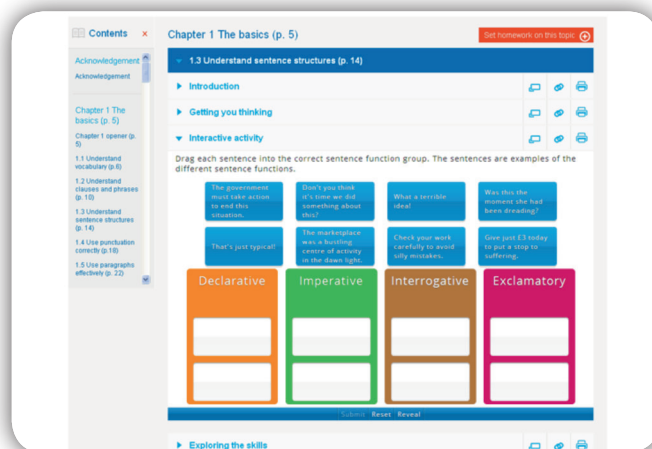 Contents ×
Acknowledgement
Acknowledgement
Chapter 1 The
basics (p. 5)
Chapter 1 opener (p.
5)
1.1 Understand
vocabulary (p.6)
1.2 Understand
clauses and phrases
(p. 10)
1.3 Understand
sentence structures
(p. 14)
1.4 Use punctuation
correctly (p.18)
1.5 Use paragraphs
effectively (p. 22)
Chapter 1 The basics (p. 5)
Set homework on this topic
1.3 Understand sentence structures (p. 14)
Introduction
Getting you thinking
Interactive activity
Drag each sentence into the correct sentence function group. The sentences are examples of the
different sentence functions.
The government
must take action
to end this
situation.
Don't you think
it's time we did
something about
this?
What a terrible
idea!
Was this the
moment she had
been dreading?
That's just typical!
The marketplace
was a bustling
centre of activity
in the dawn light.
Check your work
carefully to avoid
silly mistakes.
Give just £3 today
to put a stop to
suffering.
Declarative Imperative Interrogative Exclamatory
Submit Reset Reveal
Exploring the skills